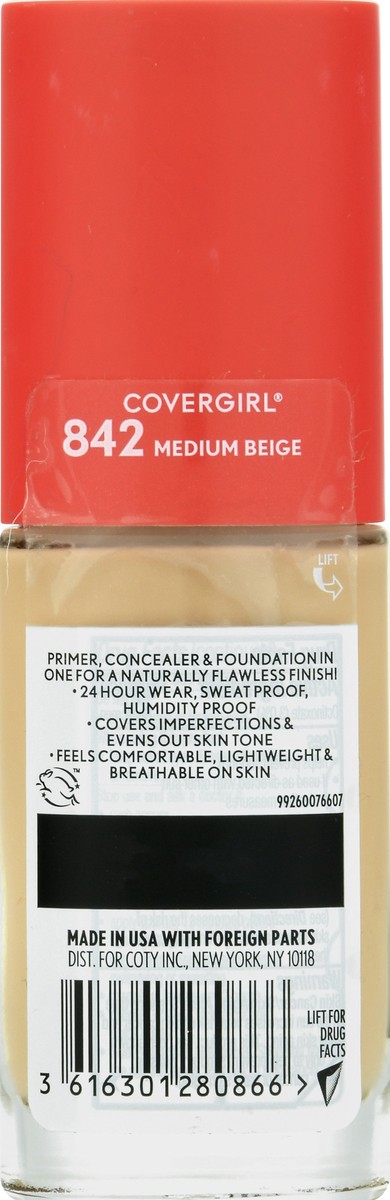 COVERGIRL®
842 MEDIUM BEIGE
LIFT
PRIMER, CONCEALER & FOUNDATION IN
ONE FOR A NATURALLY FLAWLESS FINISH!
• 24 HOUR WEAR, SWEAT PROOF,
HUMIDITY PROOF
• COVERS IMPERFECTIONS &
EVENS OUT SKIN TONE
• FEELS COMFORTABLE, LIGHTWEIGHT &
BREATHABLE ON SKIN
TM
99260076607
MADE IN USA WITH FOREIGN PARTS
DIST. FOR COTY INC., NEW YORK, NY 10118
LIFT FOR
DRUG
FACTS
3 616301 280866 >